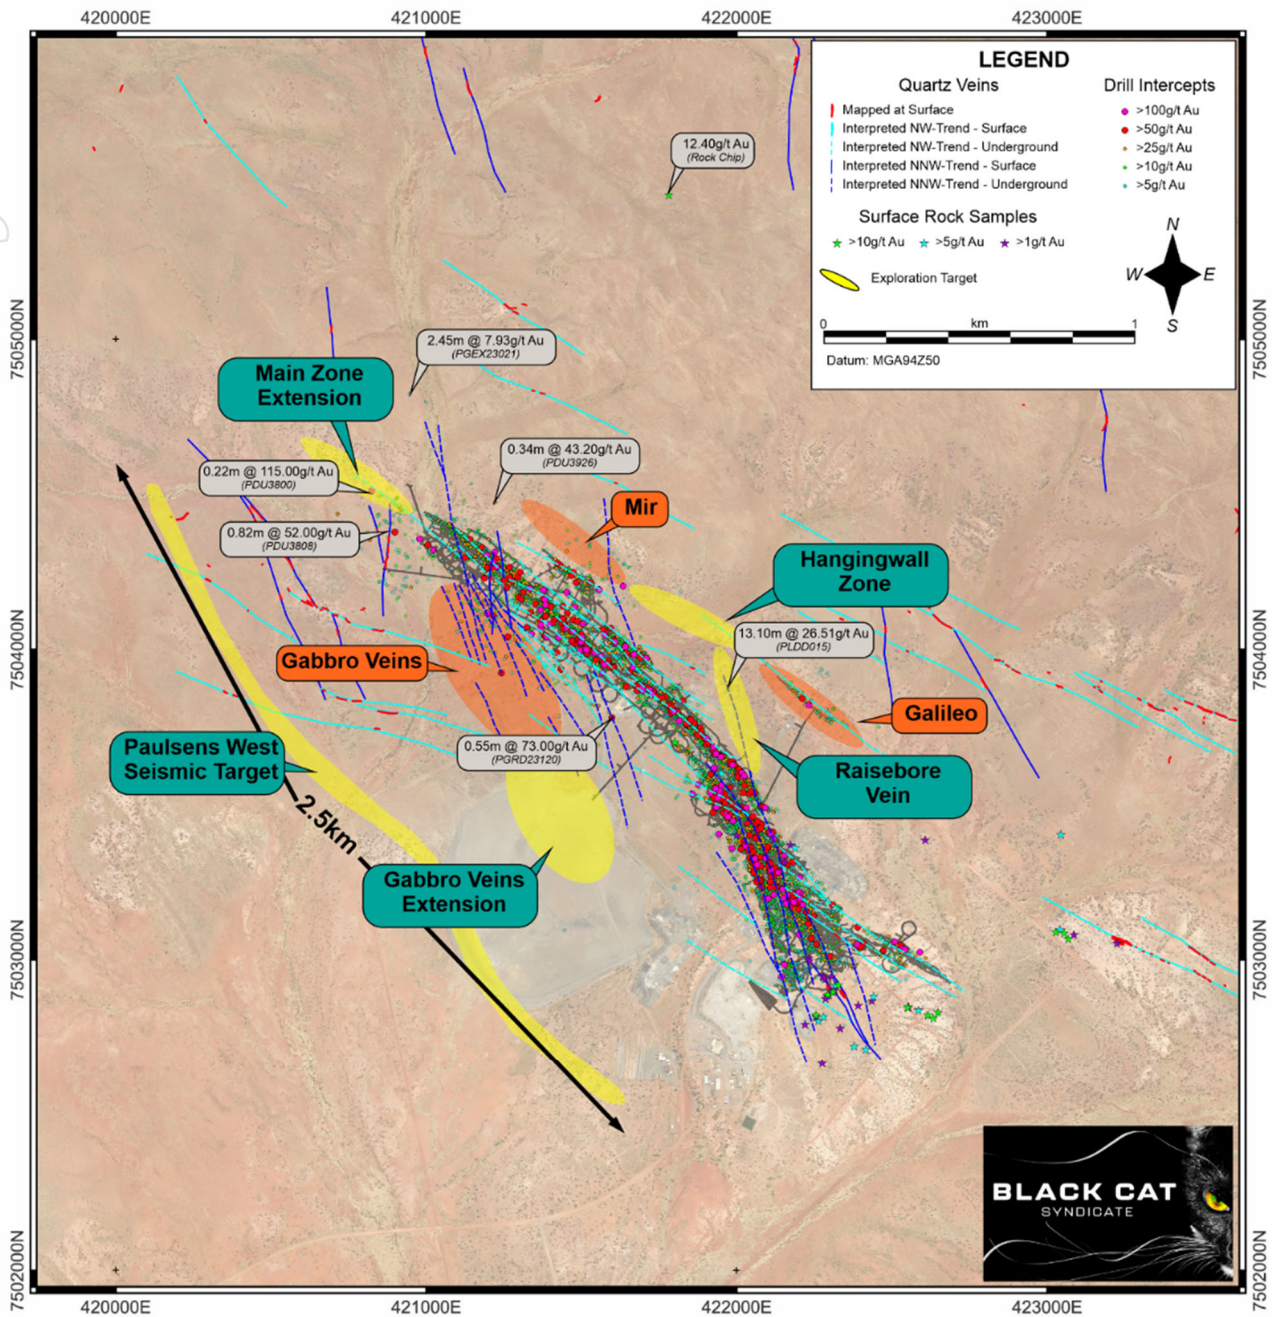 420000E
421000E
422000E
423000E
LEGEND
Quartz Veins
Mapped at Surface
Interpreted NW-Trend - Surface
Interpreted NW-Trend - Underground
Interpreted NNW-Trend - Surface
Interpreted NNW-Trend - Underground
Drill Intercepts
>100g/t Au
>50g/t Au
>25g/t Au
>10g/t Au
>5g/t Au
Surface Rock Samples
>10g/t Au
>5g/t Au
>1g/t Au
Exploration Target
N
W
E
S
0
km
1
Datum: MGA94Z50
12.40g/t Au
(Rock Chip)
7505000N
7505000N
2.45m @ 7.93g/t Au
(PGEX23021)
Main Zone
Extension
0.34m @ 43.20g/t Au
(PDU3926)
0.22m @ 115.00g/t Au
(PDU3800)
Mir
0.82m @ 52.00g/t Au
(PDU3808)
Hangingwall
Zone
13.10m @ 26.51g/t Au
(PLDD015)
7504000N
7504000N
Gabbro Veins
Galileo
0.55m @ 73.00g/t Au
(PGRD23120)
Paulsens West
Seismic Target
Raisebore
Vein
2.5km
Gabbro Veins
Extension
7503000N
7503000N
BLACK CAT
SYNDICATE
7502000N
7502000N
420000E
421000E
422000E
423000E